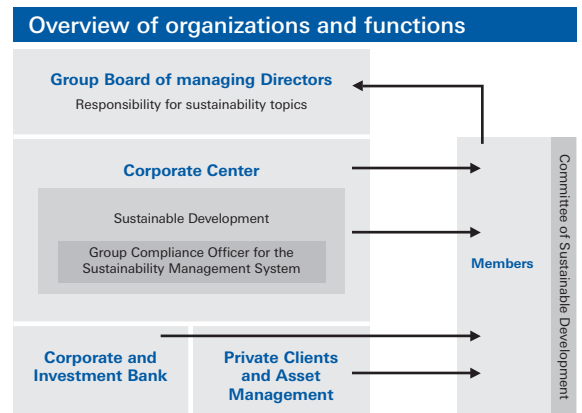 Overview of organizations and functions
Group Board of managing Directors
Responsibility for sustainability topics
Corporate Center
Sustainable Development
Group Compliance Officer for the
Sustainability Management System
Corporate and
Investment Bank
Private Clients
and Asset
Management
Members
Committee of Sustainable Development